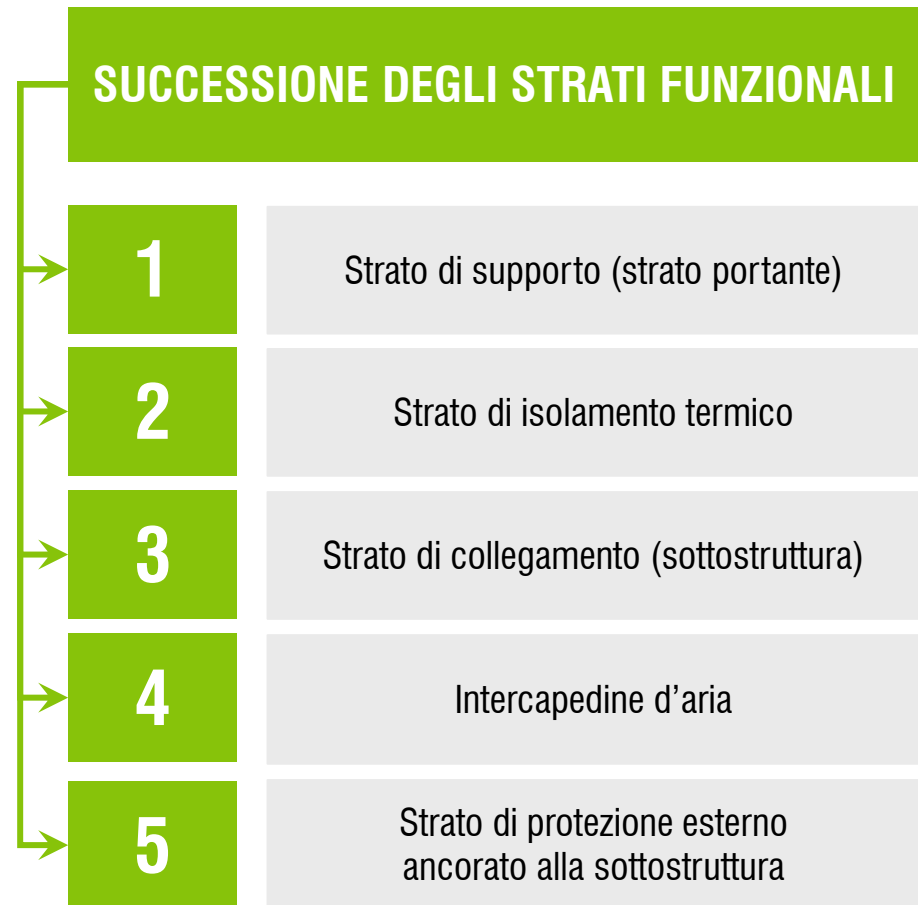 SUCCESSIONE DEGLI STRATI FUNZIONALI
1
Strato di supporto (strato portante)
2
Strato di isolamento termico
3
Strato di collegamento (sottostruttura)
4
Intercapedine d’aria
5
Strato di protezione esterno
ancorato alla sottostruttura